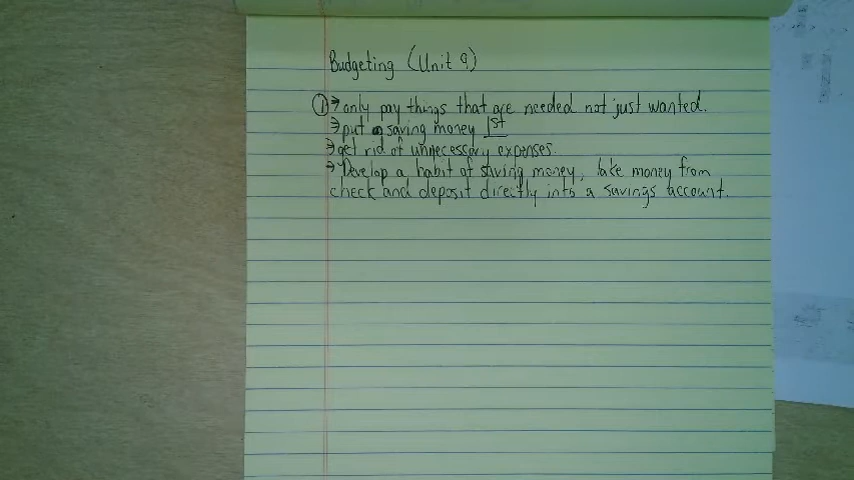 Budgeting (Unit 9)
① → only pay things that are needed not just wanted.
→ put saving money 1st
→ get rid of unnecessary expenses.
→ Develop a habit of saving money, take money from
check and deposit directly into a savings account.